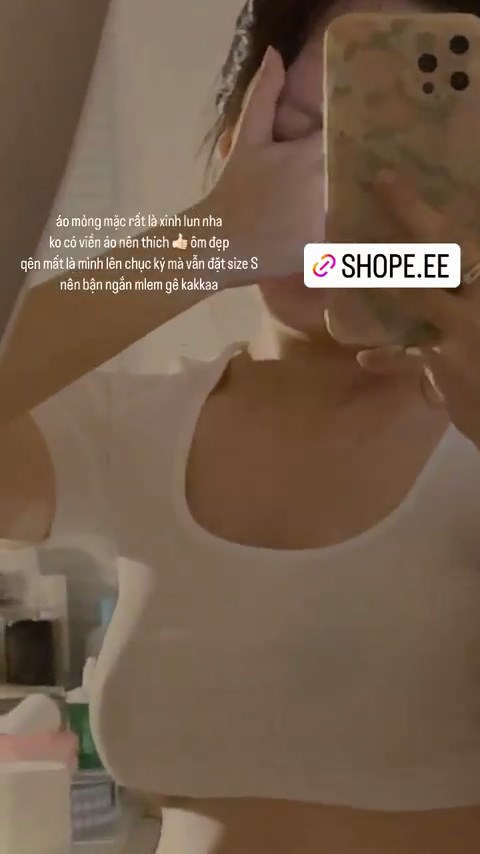 áo mỏng mặc rất là xinh lun nha
ko có viền áo nên thích 👍🏻 ôm đẹp
qên mất là mình lên chục ký mà vẫn đặt size S
nên bận ngắn mlem gê kakkaa
SHOPE.EE